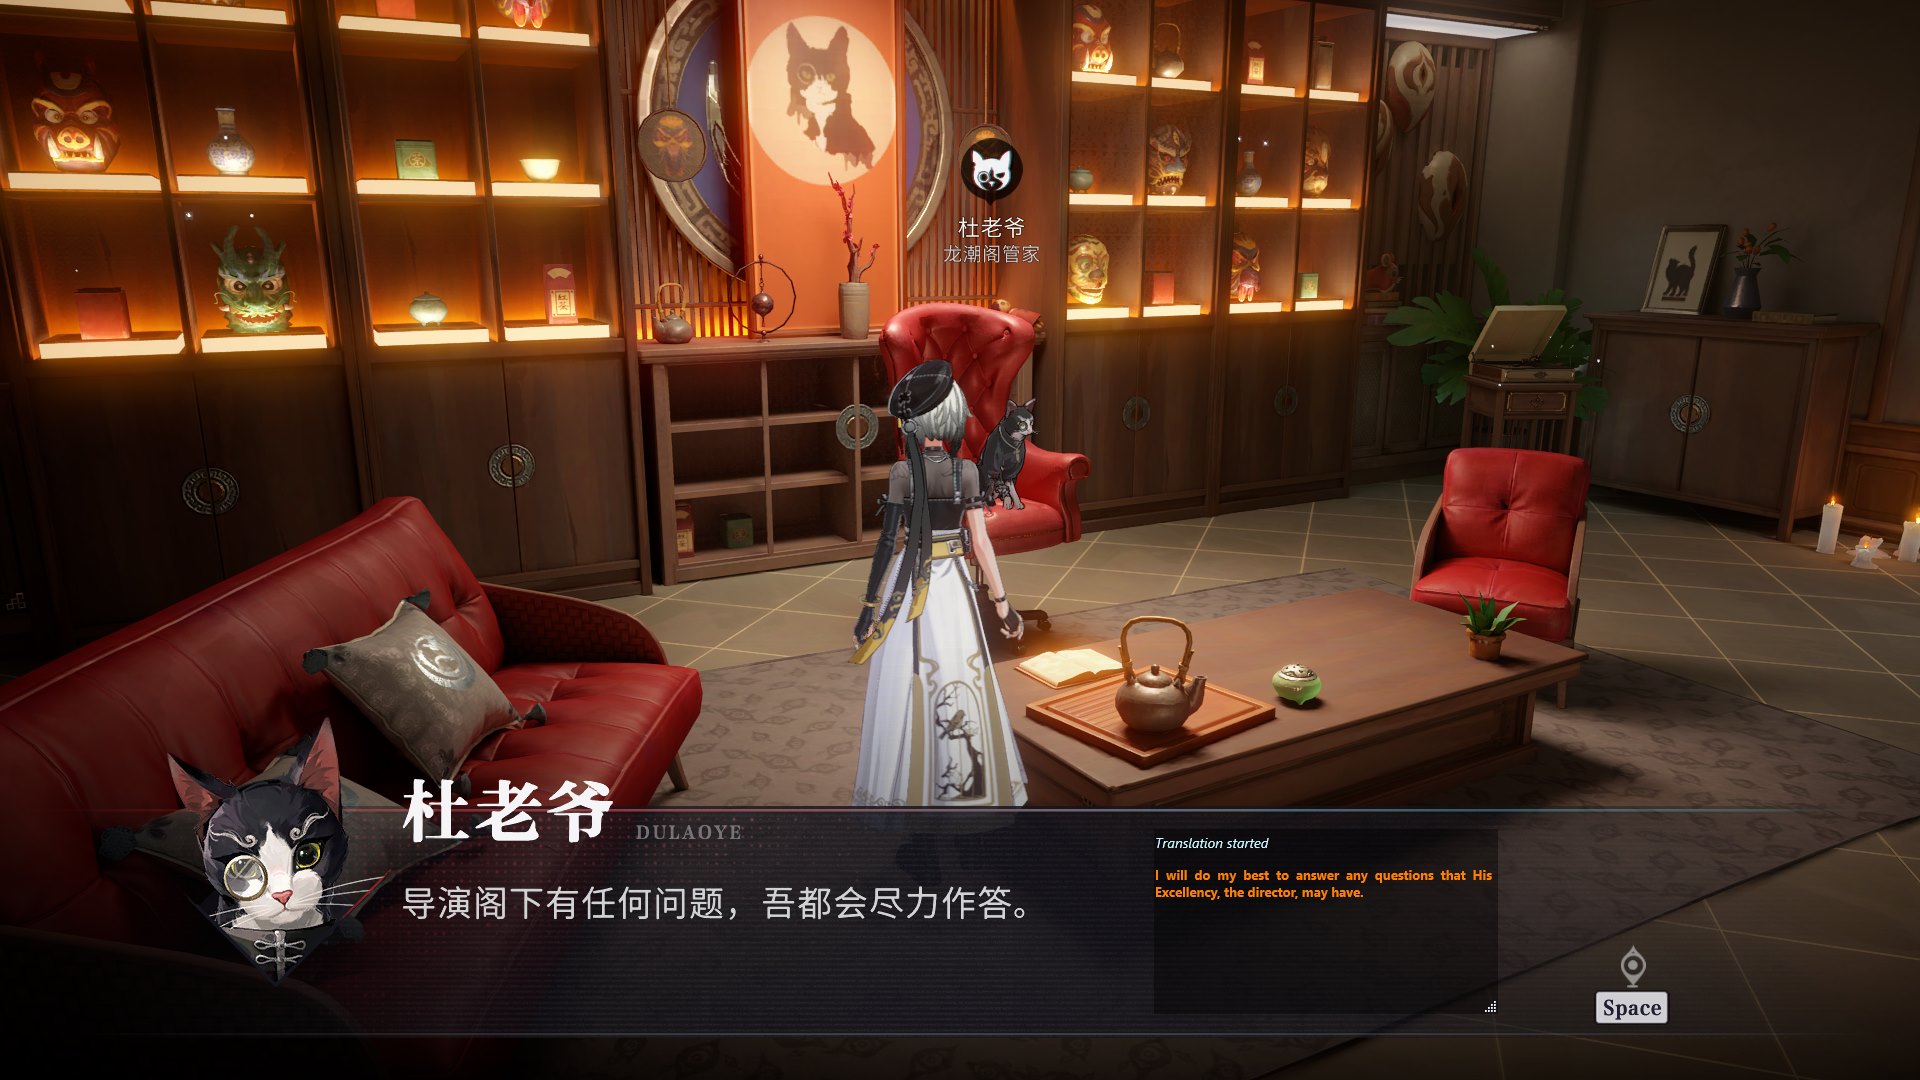 杜老爷
龙潮阁管家
杜老爷 DULAOYE
导演阁下有任何问题，吾都会尽力作答。
Translation started
I will do my best to answer any questions that His
Excellency, the director, may have.
Space